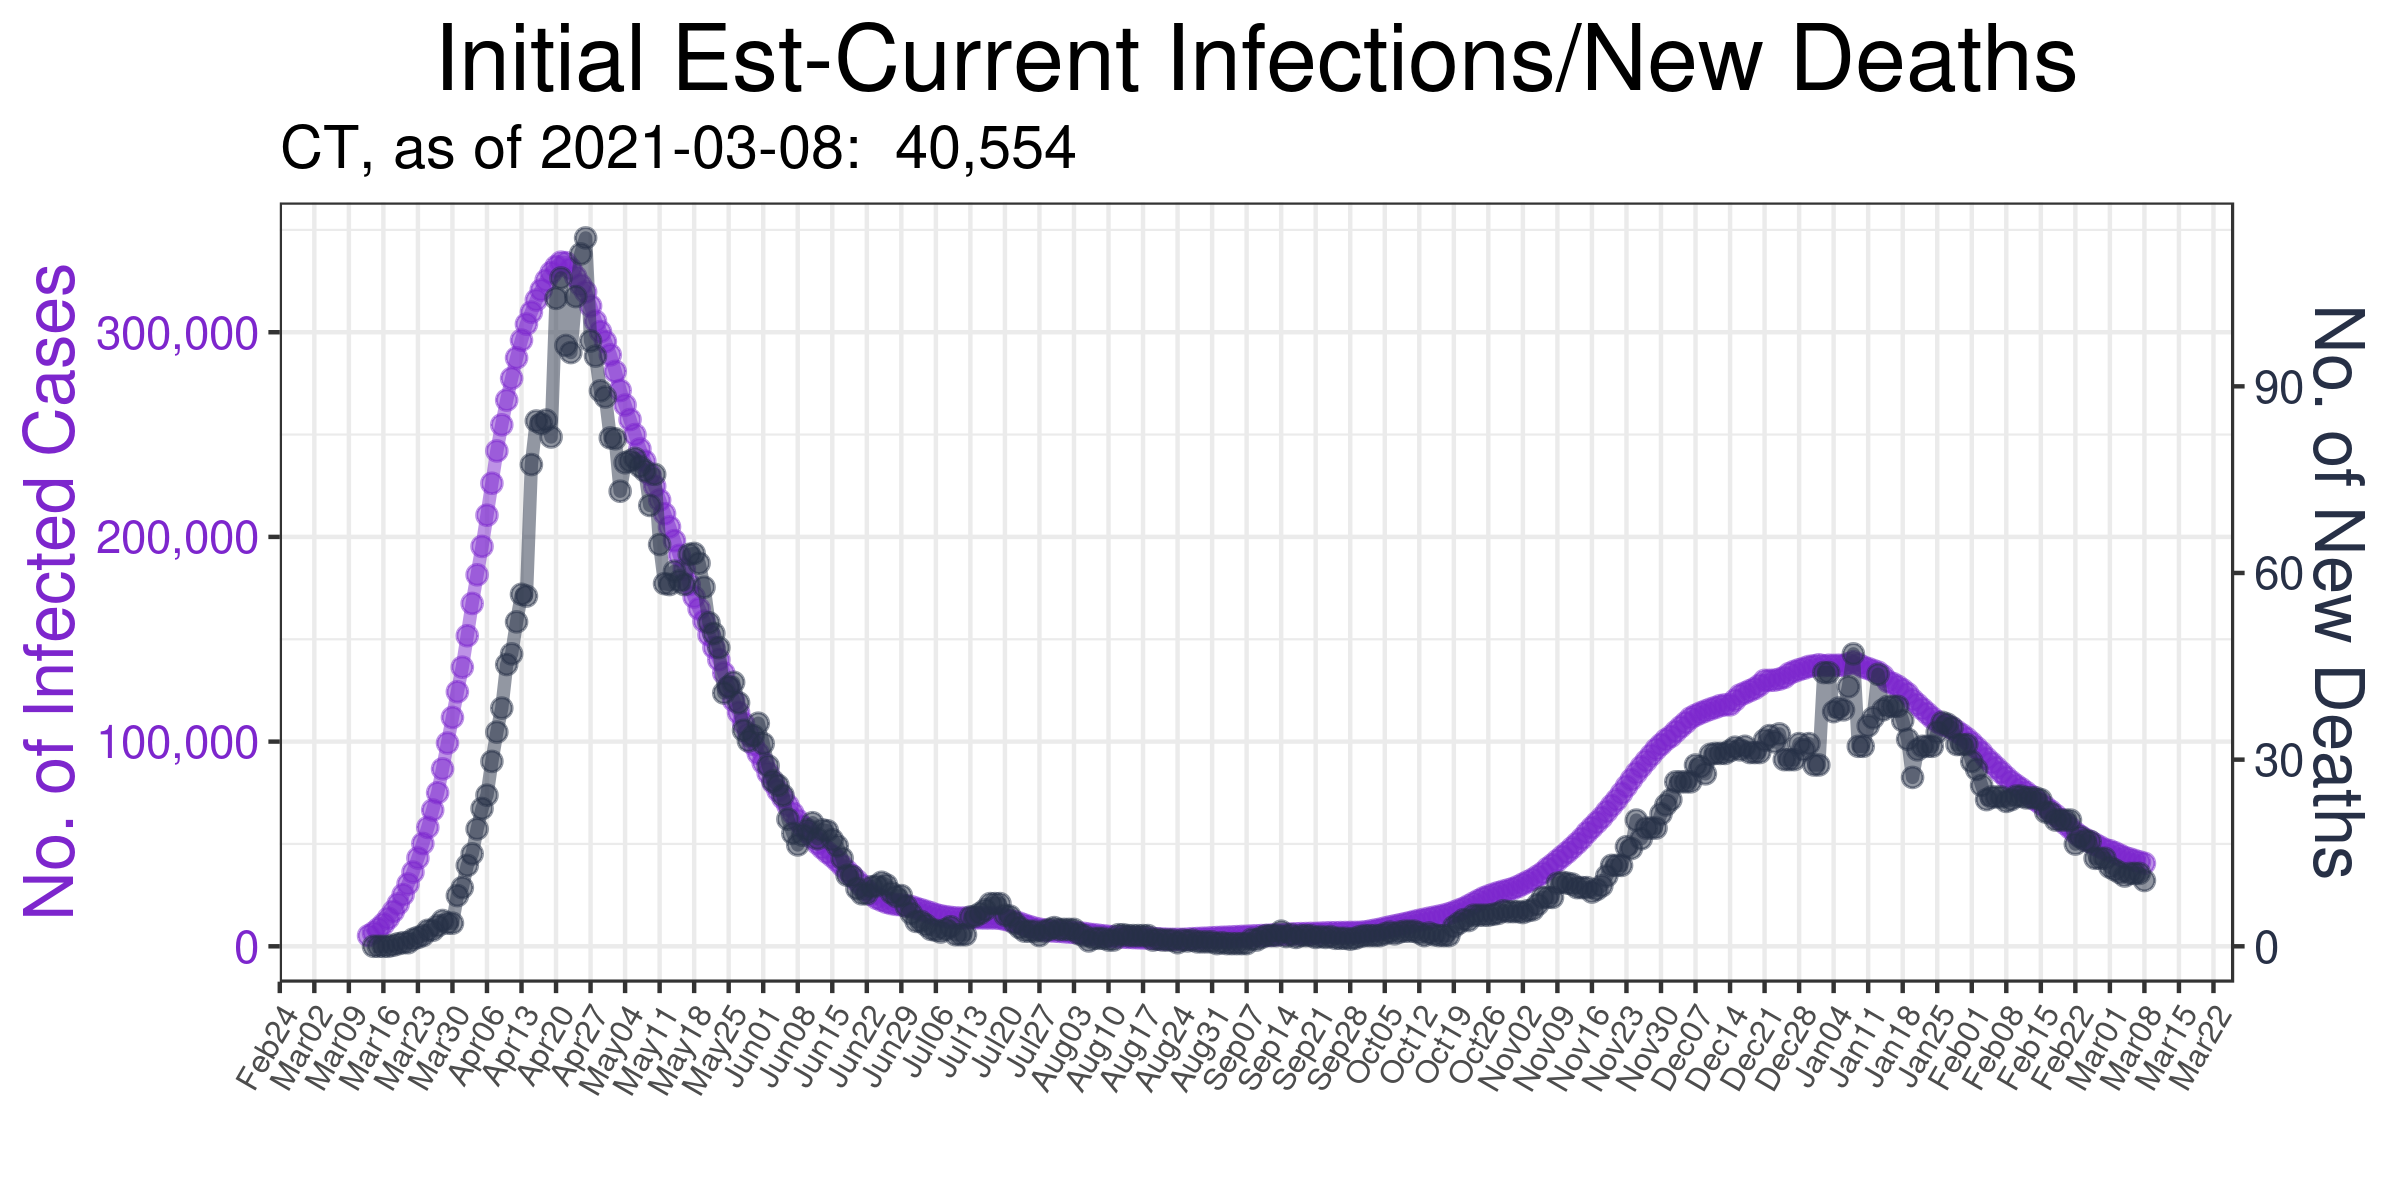 Initial Est-Current Infections/New Deaths
CT, as of 2021-03-08:  40,554
No. of Infected Cases
300,000
200,000
100,000
0
90
60
30
0
No. of New Deaths
Feb24
Mar02
Mar09
Mar16
Mar23
Mar30
Apr06
Apr13
Apr20
Apr27
May04
May11
May18
May25
Jun01
Jun08
Jun15
Jun22
Jun29
Jul06
Jul13
Jul20
Jul27
Aug03
Aug10
Aug17
Aug24
Aug31
Sep07
Sep14
Sep21
Sep28
Oct05
Oct12
Oct19
Oct26
Nov02
Nov09
Nov16
Nov23
Nov30
Dec07
Dec14
Dec21
Dec28
Jan04
Jan11
Jan18
Jan25
Feb01
Feb08
Feb15
Feb22
Mar01
Mar08
Mar15
Mar22